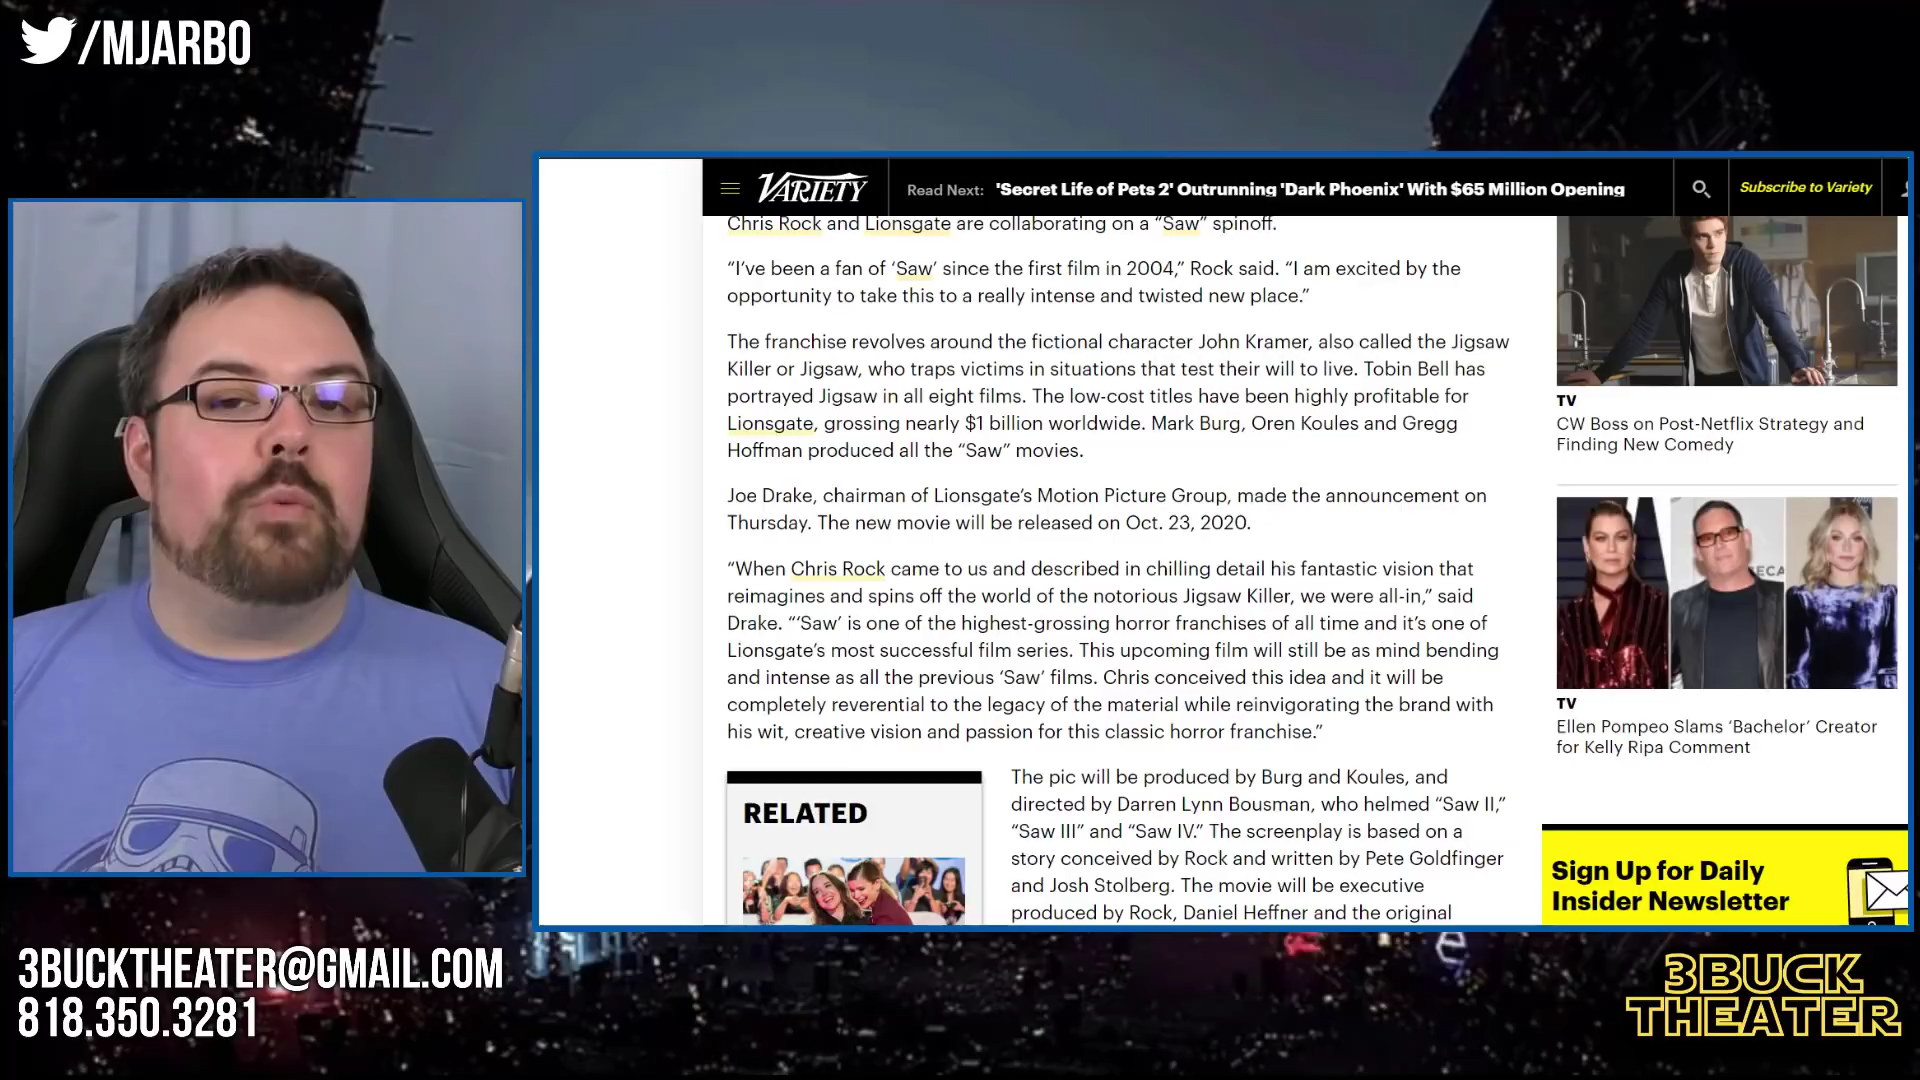 /MJARBO
VARIETY
Read Next: 'Secret Life of Pets 2' Outrunning 'Dark Phoenix' With $65 Million Opening
Subscribe to Variety
Chris Rock and Lionsgate are collaborating on a “Saw” spinoff.
“I’ve been a fan of ‘Saw’ since the first film in 2004,” Rock said. “I am excited by the
opportunity to take this to a really intense and twisted new place.”
The franchise revolves around the fictional character John Kramer, also called the Jigsaw
Killer or Jigsaw, who traps victims in situations that test their will to live. Tobin Bell has
portrayed Jigsaw in all eight films. The low-cost titles have been highly profitable for
Lionsgate, grossing nearly $1 billion worldwide. Mark Burg, Oren Koules and Gregg
Hoffman produced all the “Saw” movies.
Joe Drake, chairman of Lionsgate’s Motion Picture Group, made the announcement on
Thursday. The new movie will be released on Oct. 23, 2020.
“When Chris Rock came to us and described in chilling detail his fantastic vision that
reimagines and spins off the world of the notorious Jigsaw Killer, we were all-in,” said
Drake. “‘Saw’ is one of the highest-grossing horror franchises of all time and it’s one of
Lionsgate’s most successful film series. This upcoming film will still be as mind bending
and intense as all the previous ‘Saw’ films. Chris conceived this idea and it will be
completely reverential to the legacy of the material while reinvigorating the brand with
his wit, creative vision and passion for this classic horror franchise.”
RELATED
The pic will be produced by Burg and Koules, and
directed by Darren Lynn Bousman, who helmed “Saw II,”
“Saw III” and “Saw IV.” The screenplay is based on a
story conceived by Rock and written by Pete Goldfinger
and Josh Stolberg. The movie will be executive
produced by Rock, Daniel Heffner and the original
TV
CW Boss on Post-Netflix Strategy and
Finding New Comedy
TV
Ellen Pompeo Slams ‘Bachelor’ Creator
for Kelly Ripa Comment
Sign Up for Daily
Insider Newsletter
3BUCKTHEATER@GMAIL.COM
818.350.3281
3BUCK
THEATER